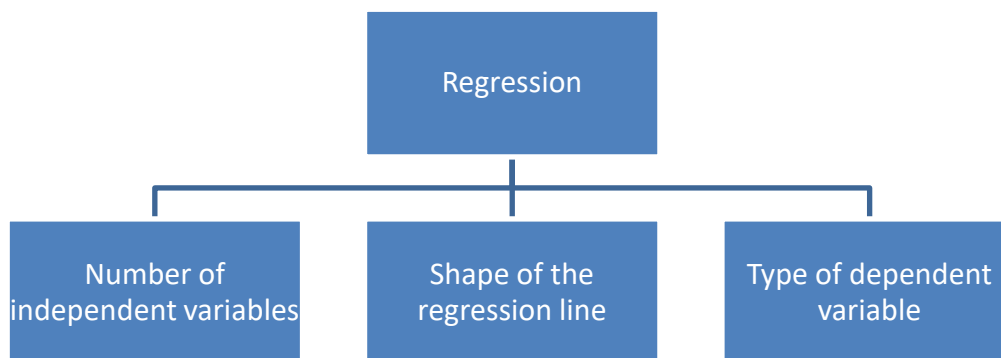 Regression
Number of
independent variables
Shape of the
regression line
Type of dependent
variable